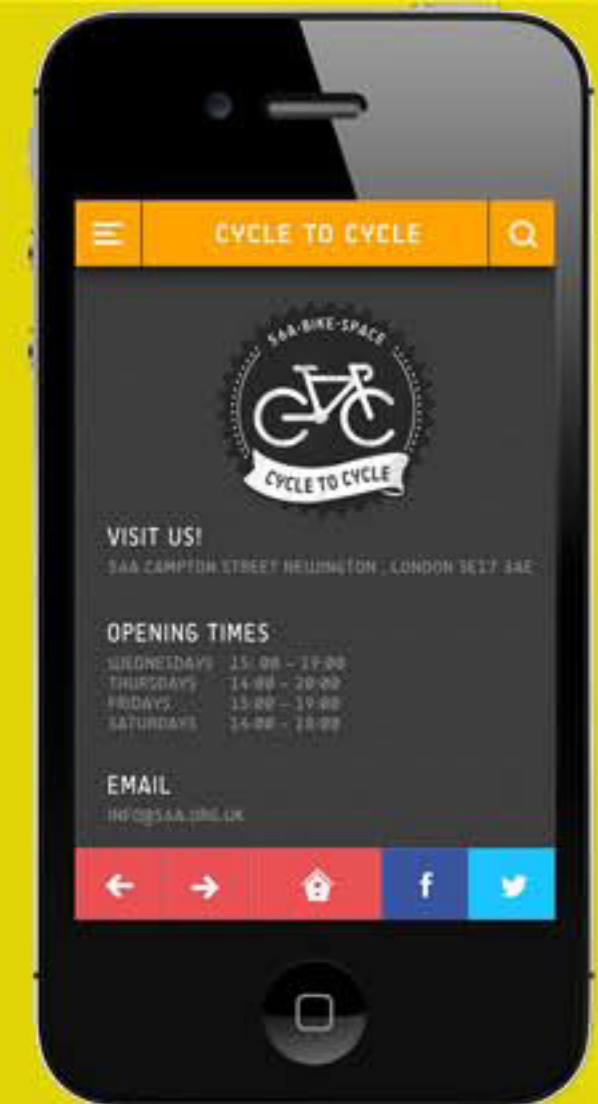 CYCLE TO CYCLE
56A·BIKE·SPACE
CYCLE TO CYCLE
VISIT US!
56A CAMPTON STREET NEWINGTON , LONDON SE17 3AE
OPENING TIMES
WEDNESDAYS 15:00 – 19:00
THURSDAYS 14:00 – 20:00
FRIDAYS 15:00 – 19:00
SATURDAYS 14:00 – 18:00
EMAIL
INFO@56A.ORG.UK
f